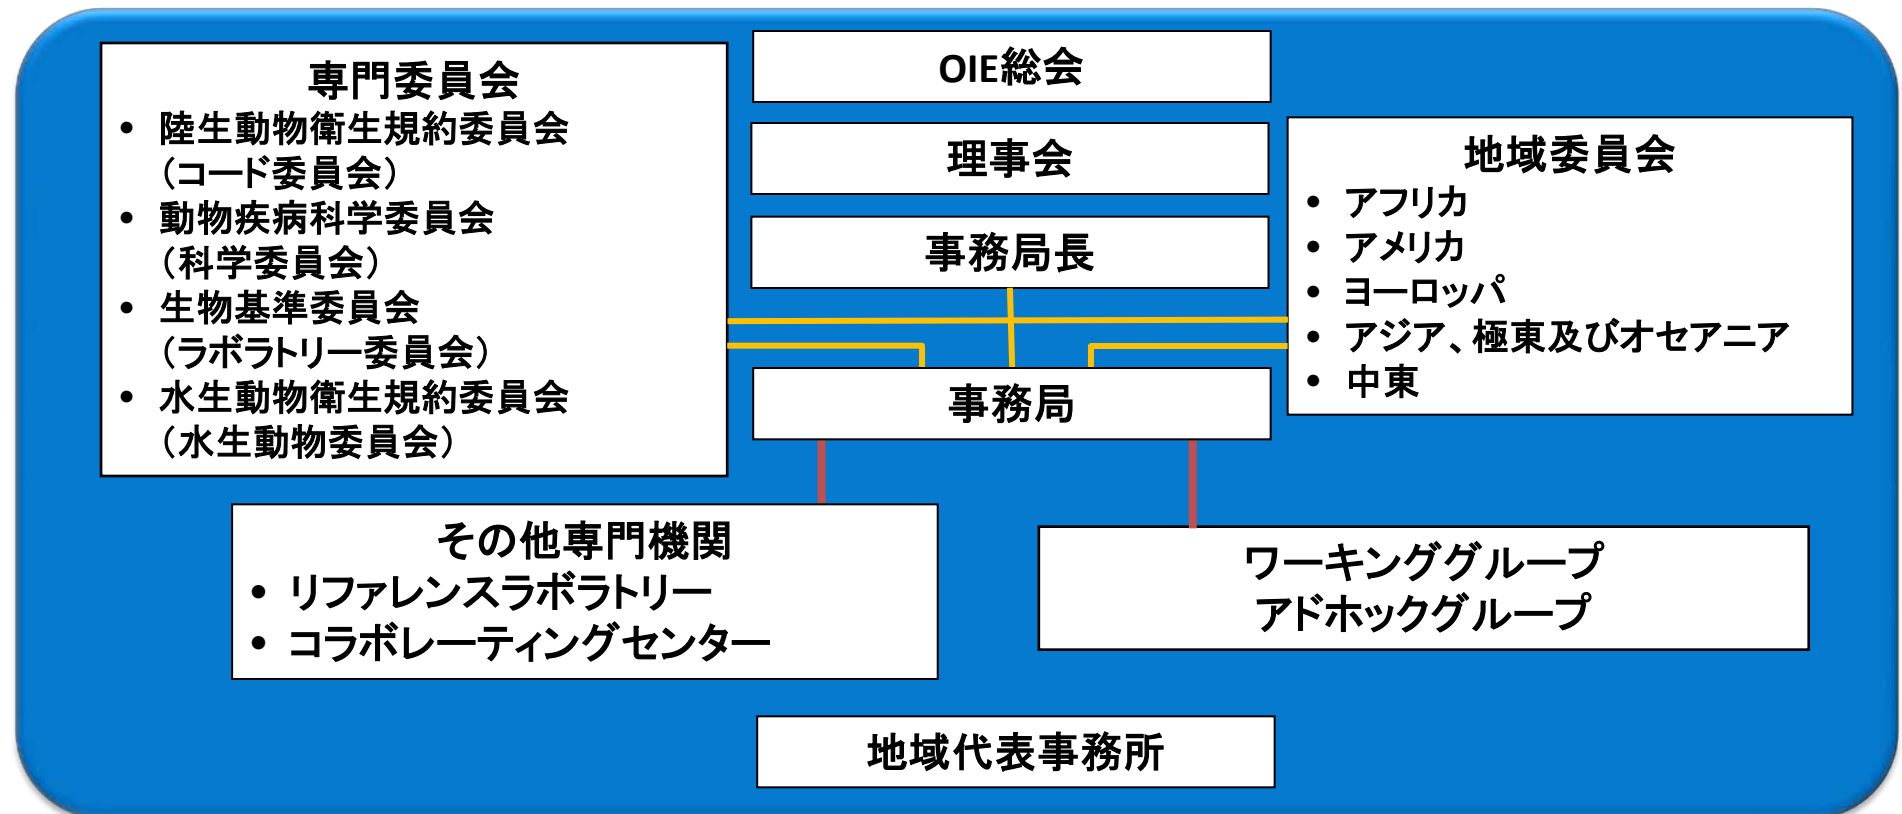 専門委員会
• 陸生動物衛生規約委員会
（コード委員会）
• 動物疾病科学委員会
（科学委員会）
• 生物基準委員会
（ラボラトリー委員会）
• 水生動物衛生規約委員会
（水生動物委員会）
OIE総会
理事会
事務局長
事務局
地域委員会
• アフリカ
• アメリカ
• ヨーロッパ
• アジア、極東及びオセアニア
• 中東
その他専門機関
• リファレンスラボラトリー
• コラボレーティングセンター
ワーキンググループ
アドホックグループ
地域代表事務所